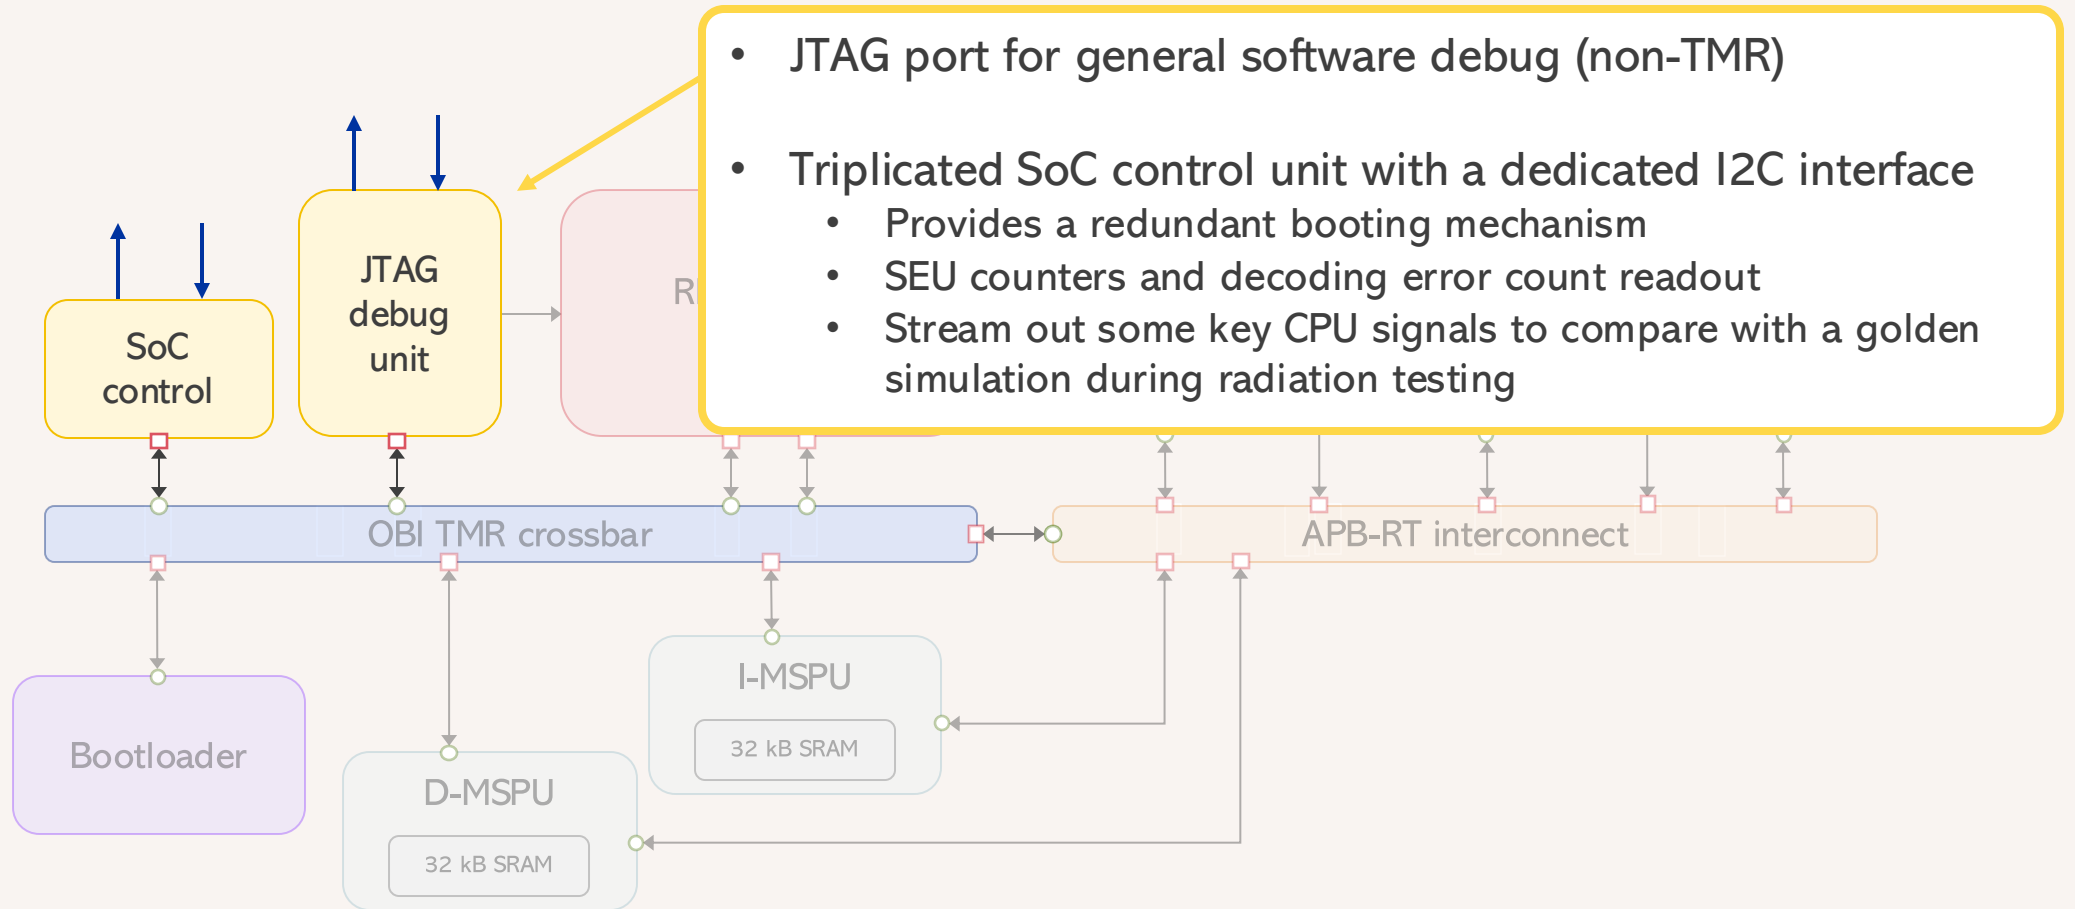 • JTAG port for general software debug (non-TMR)
• Triplicated SoC control unit with a dedicated I2C interface
• Provides a redundant booting mechanism
• SEU counters and decoding error count readout
• Stream out some key CPU signals to compare with a golden
simulation during radiation testing
JTAG
debug
unit
SoC
control
OBI TMR crossbar
APB-RT interconnect
I-MSPU
32 kB SRAM
Bootloader
D-MSPU
32 kB SRAM